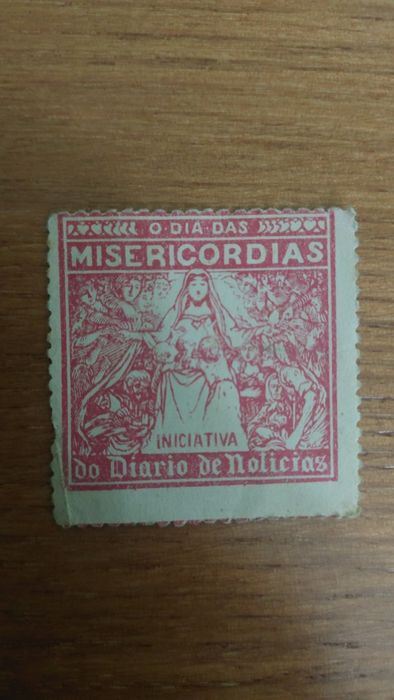 O·DIA·DAS
MISERICORDIAS
INICIATIVA
do Diario de Noticias